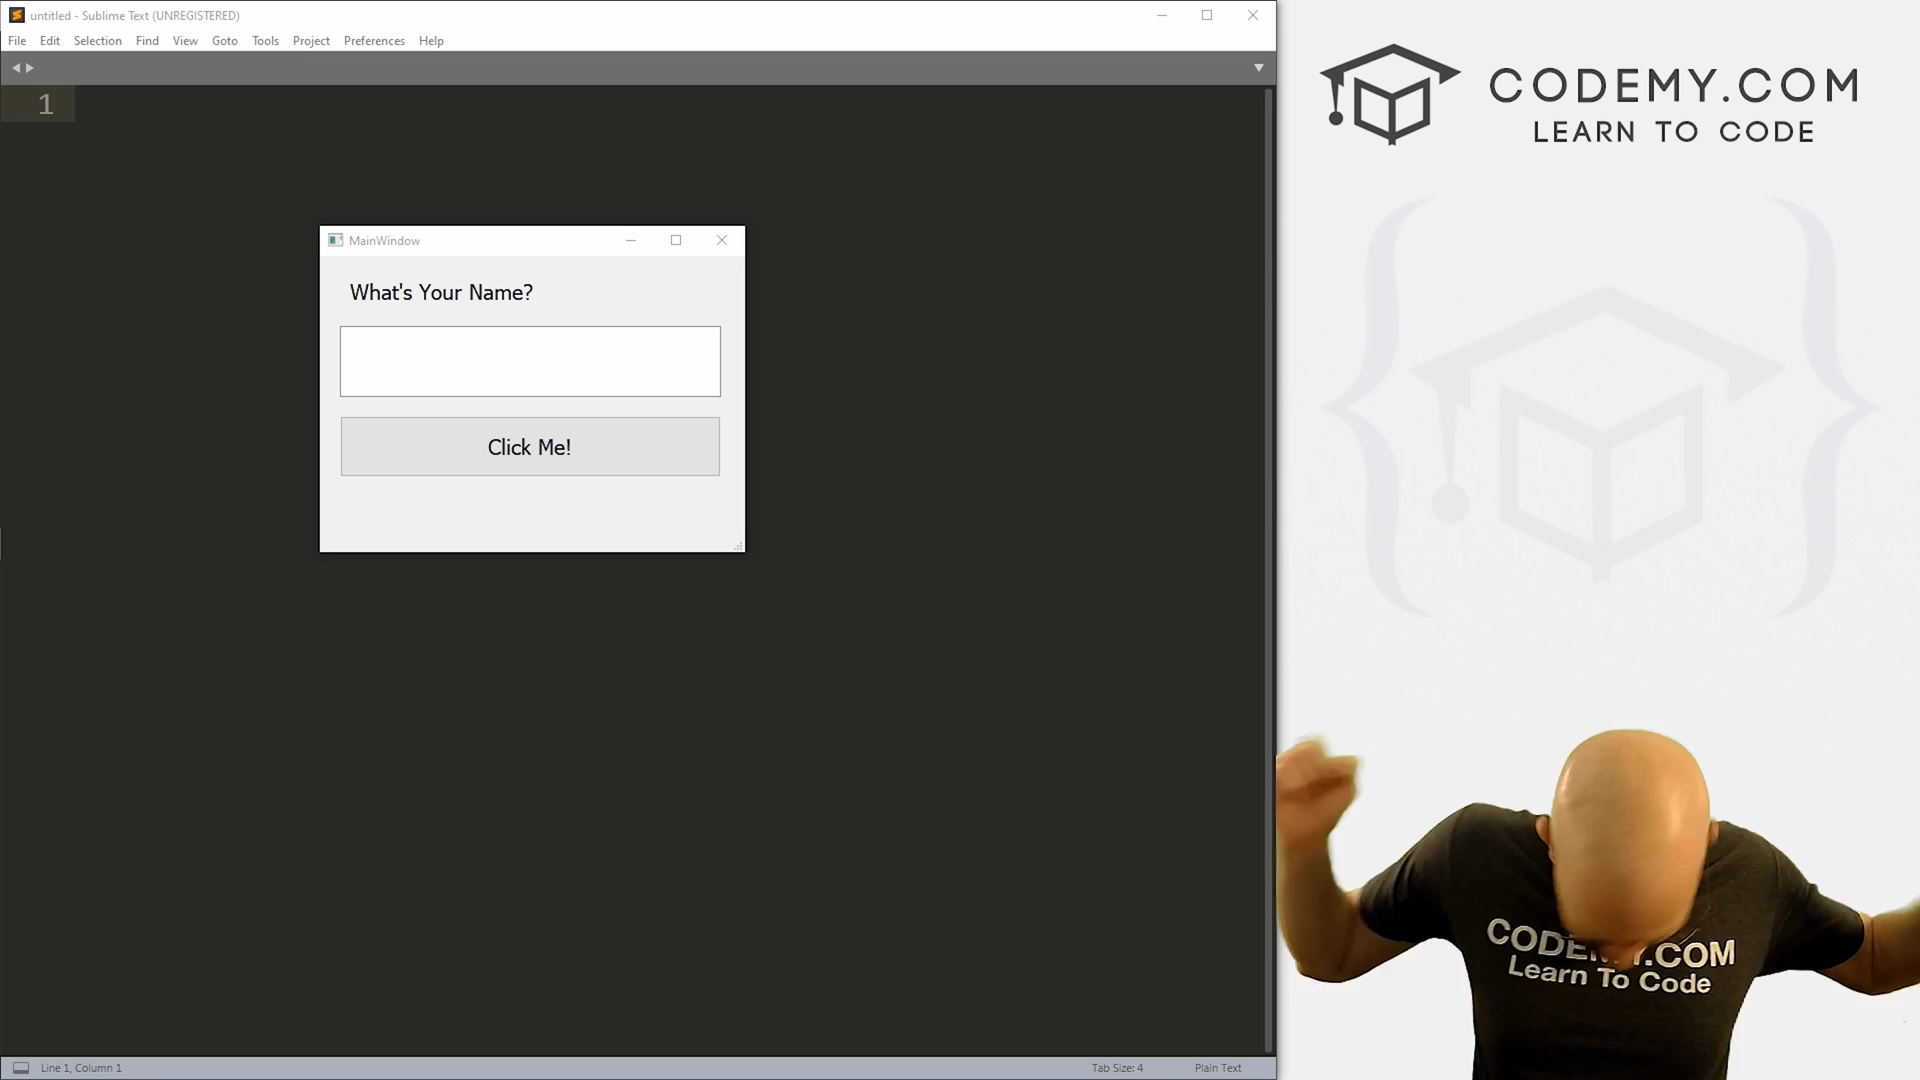 untitled - Sublime Text (UNREGISTERED)
File Edit Selection Find View Goto Tools Project Preferences Help
1
MainWindow
What's Your Name?
Click Me!
Line 1, Column 1
Tab Size: 4
Plain Text
CODEMY.COM
LEARN TO CODE
.COM
Learn To Code